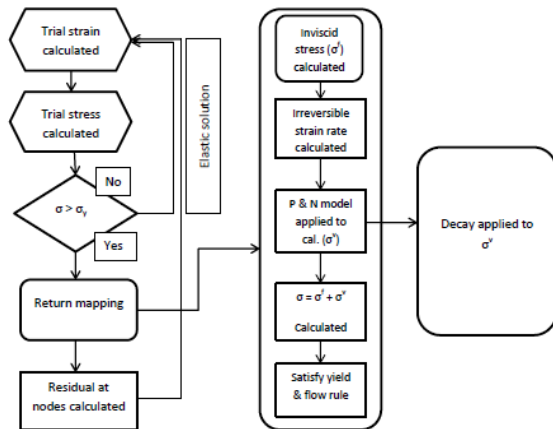 Trial strain
calculated
Trial stress
calculated
No
σ > σy
Yes
Return mapping
Residual at
nodes calculated
Elastic solution
Inviscid
stress (σf)
calculated
Irreversible
strain rate
calculated
P & N model
applied to
cal. (σv)
σ = σf + σv
Calculated
Satisfy yield
& flow rule
Decay applied to
σv